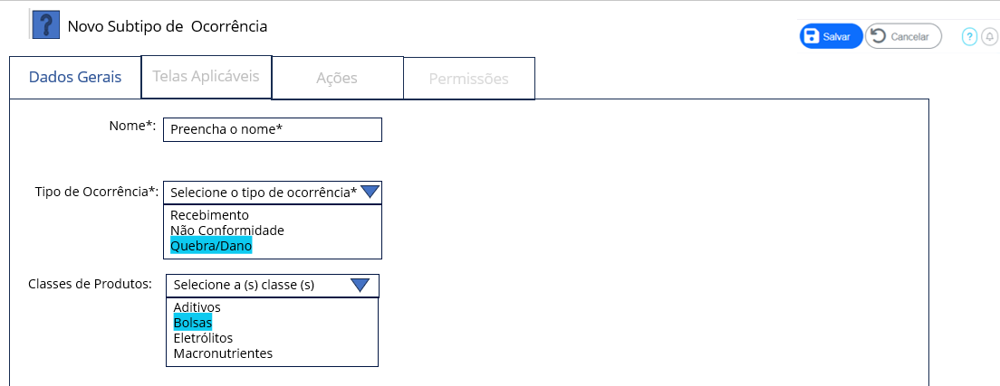 Novo Subtipo de Ocorrência
Salvar
Cancelar
Dados Gerais
Telas Aplicáveis
Ações
Permissões
Nome*:
Preencha o nome*
Tipo de Ocorrência*:
Selecione o tipo de ocorrência*
Recebimento
Não Conformidade
Quebra/Dano
Classes de Produtos:
Selecione a (s) classe (s)
Aditivos
Bolsas
Eletrólitos
Macronutrientes